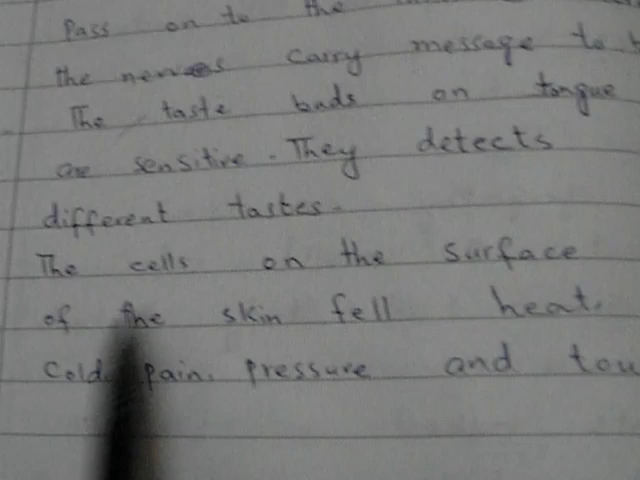 Pass on to the
the nerves carry message to
The taste buds on tongue
are sensitive. They detects
different tastes.
The cells on the surface
of the skin fell heat.
Cold, pain, pressure and tou